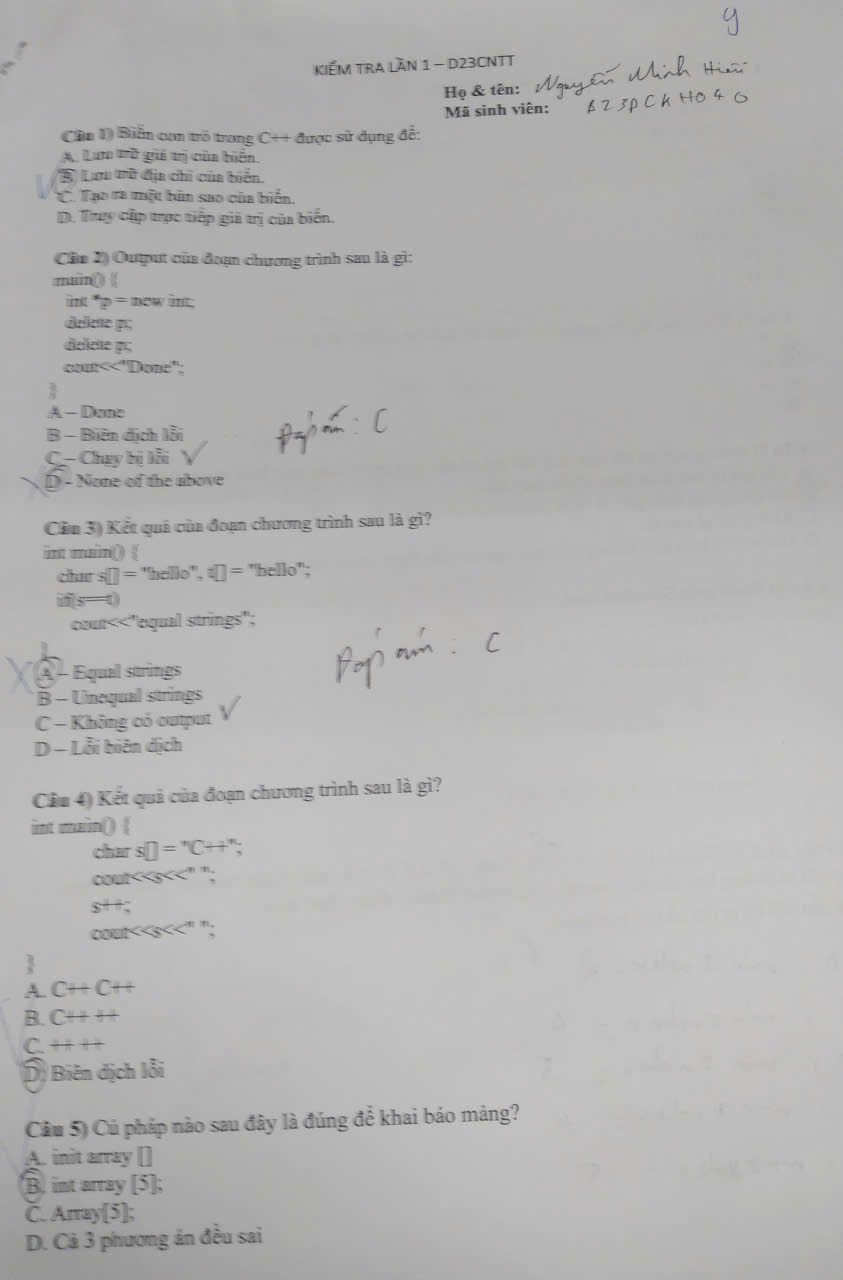 9
KIỂM TRA LẦN 1 – D23CNTT
Họ & tên: Nguyễn Minh Hiếu
Mã sinh viên:
Câu 1) Biến con trỏ trong C++ được sử dụng để:
A. Lưu trữ giá trị của biến.
B. Lưu trữ địa chỉ của biến.
C. Tạo ra một bản sao của biến.
D. Truy cập trực tiếp giá trị của biến.
Câu 2) Output của đoạn chương trình sau là gì:
main() {
int *p = new int;
delete p;
delete p;
cout<<"Done";
}
A – Done
B – Biên dịch lỗi
C – Chạy bị lỗi
D - None of the above
Đáp án: C
Câu 3) Kết quả của đoạn chương trình sau là gì?
int main() {
char s[] = "hello", t[] = "hello";
if(s==t)
cout<<"equal strings";
}
A – Equal strings
B – Unequal strings
C – Không có output
D – Lỗi biên dịch
Đáp án : C
Câu 4) Kết quả của đoạn chương trình sau là gì?
int main() {
char s[] = "C++";
cout<<s<<" ";
s++;
cout<<s<<" ";
}
A. C++ C++
B. C++ ++
C. ++ ++
D. Biên dịch lỗi
Câu 5) Cú pháp nào sau đây là đúng để khai báo mảng?
A. init array []
B. int array [5];
C. Array[5];
D. Cả 3 phương án đều sai